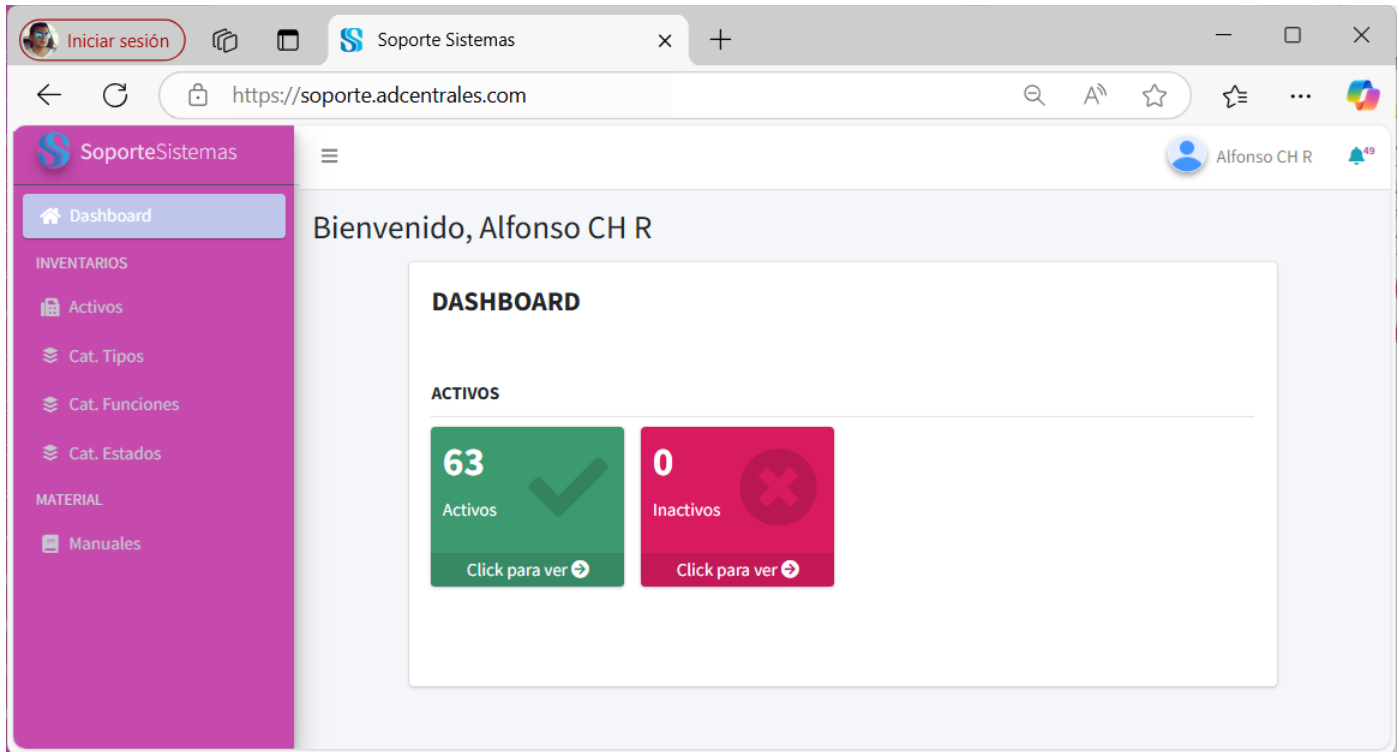 Iniciar sesión
Soporte Sistemas
https://soporte.adcentrales.com
SoporteSistemas
Alfonso CH R
49
Dashboard
Bienvenido, Alfonso CH R
INVENTARIOS
Activos
Cat. Tipos
Cat. Funciones
Cat. Estados
MATERIAL
Manuales
DASHBOARD
ACTIVOS
63
Activos
Click para ver
0
Inactivos
Click para ver